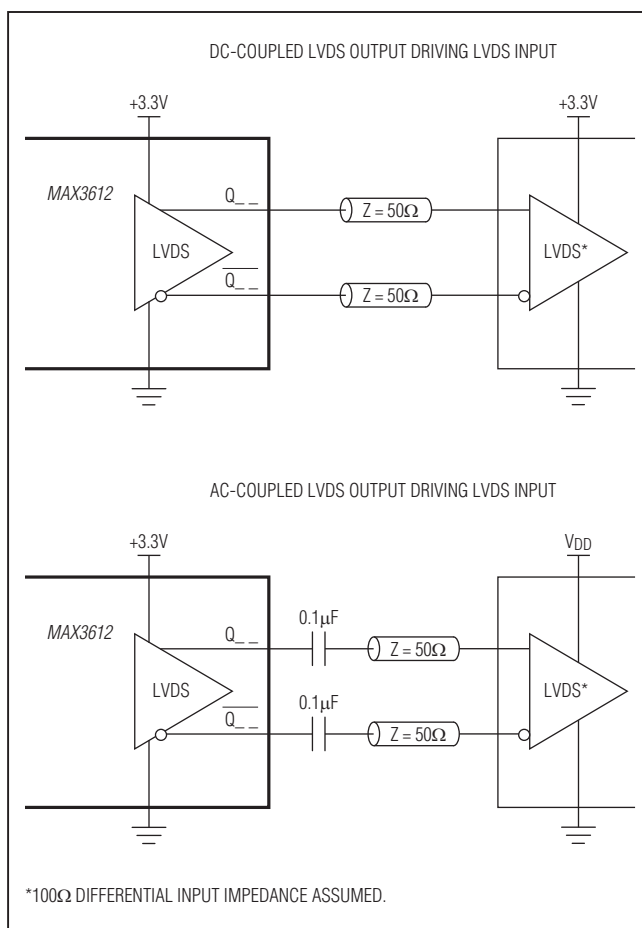 DC-COUPLED LVDS OUTPUT DRIVING LVDS INPUT
+3.3V
+3.3V
MAX3612
Q_ _
Z = 50Ω
LVDS
LVDS*
Q_ _
Z = 50Ω
AC-COUPLED LVDS OUTPUT DRIVING LVDS INPUT
+3.3V
VDD
MAX3612
Q_ _
0.1µF
Z = 50Ω
LVDS
LVDS*
Q_ _
0.1µF
Z = 50Ω
*100Ω DIFFERENTIAL INPUT IMPEDANCE ASSUMED.